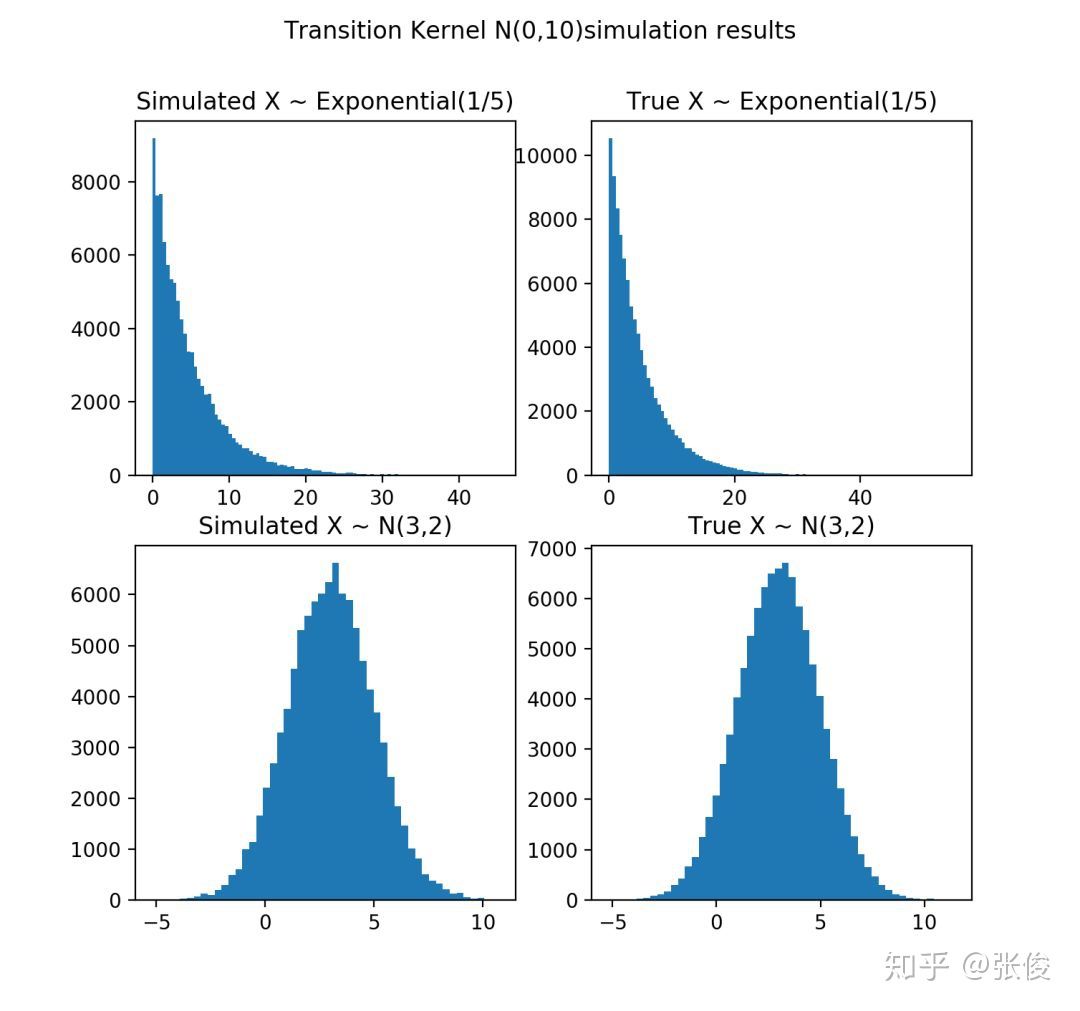 Transition Kernel N(0,10)simulation results
Simulated X ~ Exponential(1/5)
True X ~ Exponential(1/5)
8000
6000
4000
2000
0
0 10 20 30 40
10000
8000
6000
4000
2000
0
0 20 40
Simulated X ~ N(3,2)
True X ~ N(3,2)
6000
5000
4000
3000
2000
1000
0
−5 0 5 10
7000
6000
5000
4000
3000
2000
1000
0
−5 0 5 10
知乎 @张俊